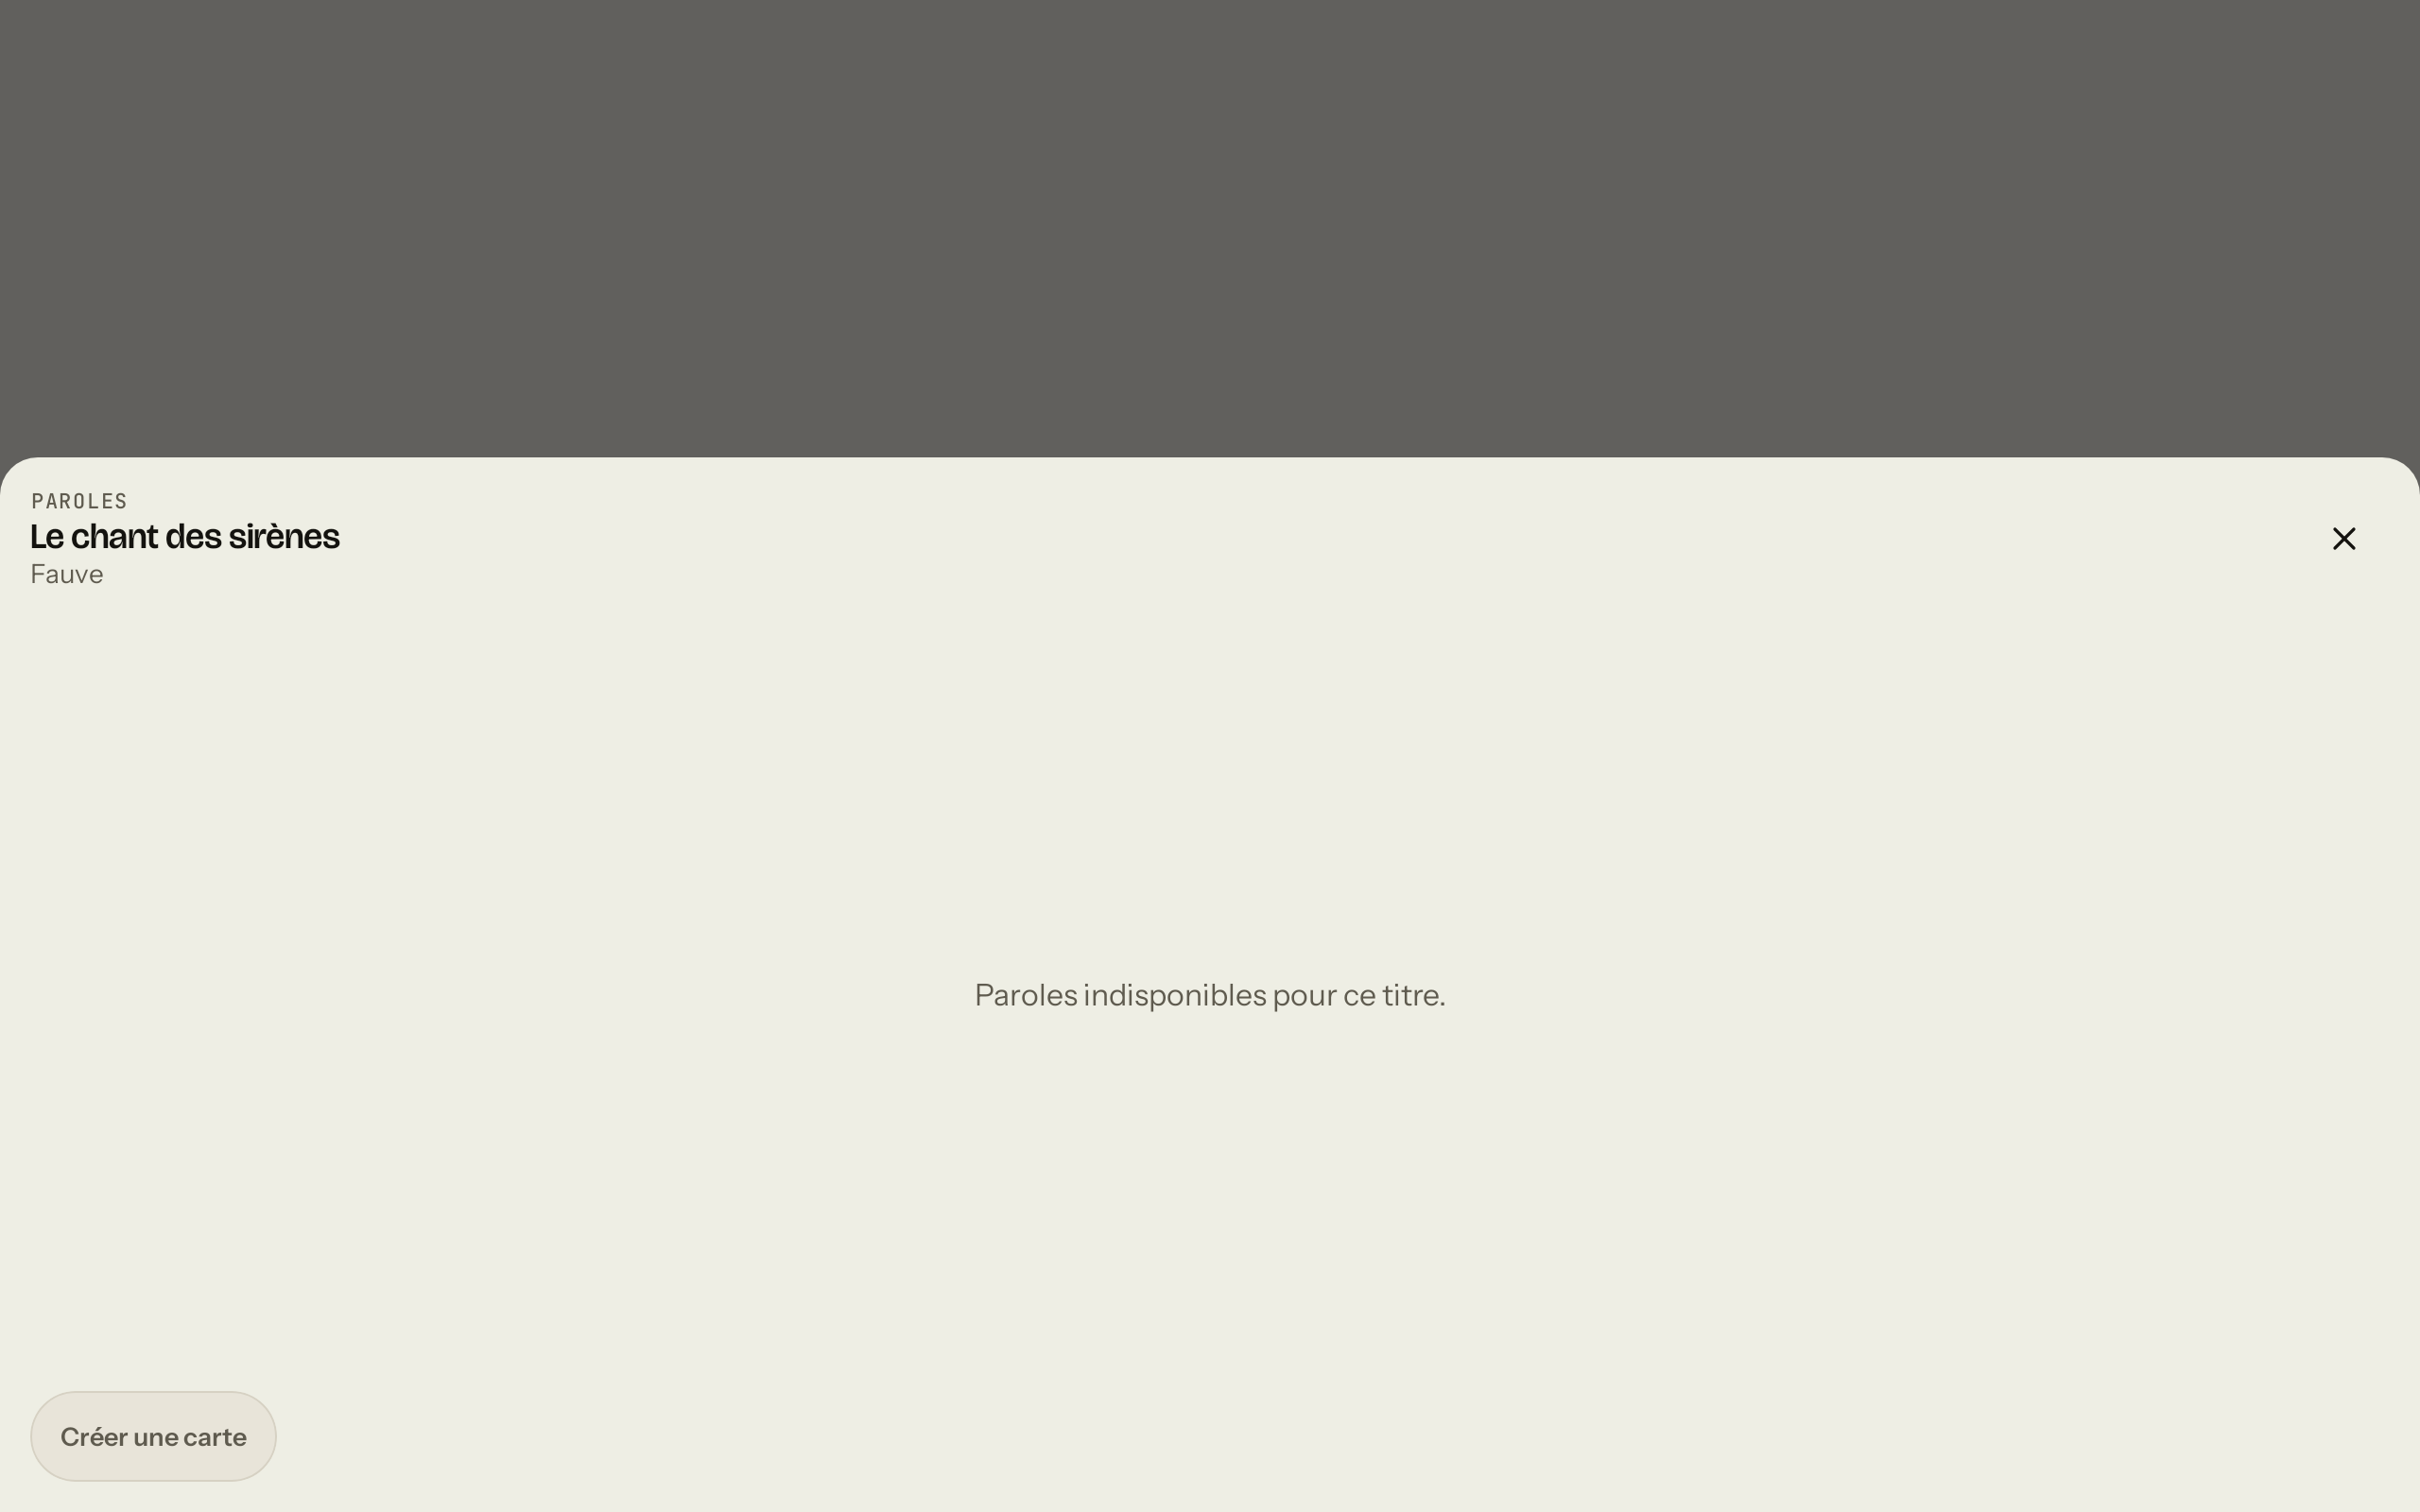 PAROLES
Le chant des sirènes
Fauve
Paroles indisponibles pour ce titre.
Créer une carte